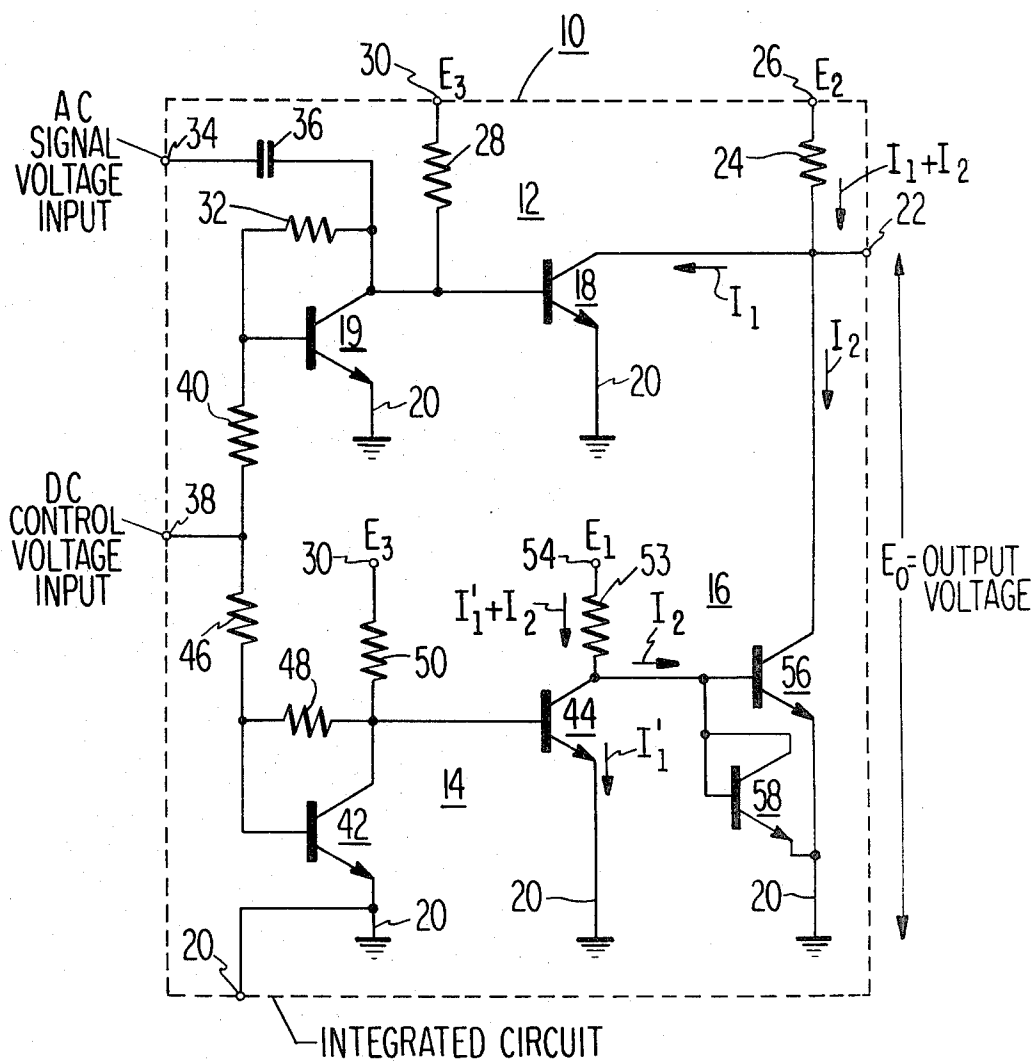 10
30
E3
26
E2
AC
SIGNAL
VOLTAGE
INPUT
34
36
28
24
I1+I2
32
12
22
18
I1
19
I2
40
20
20
DC
CONTROL
VOLTAGE
INPUT
38
30
E3
54
E1
53
16
E0=OUTPUT
VOLTAGE
I1'+I2
I2
46
48
50
56
44
I1'
14
58
42
20
20
20
20
INTEGRATED CIRCUIT